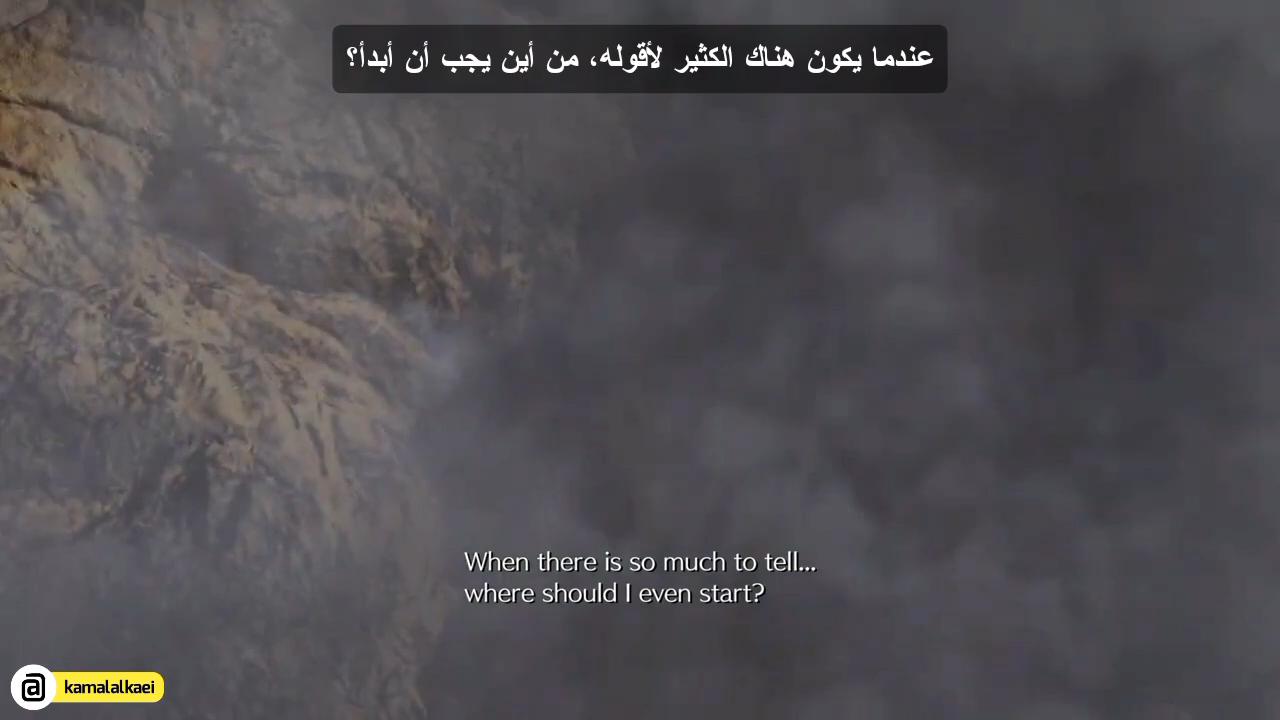 عندما يكون هناك الكثير لأقوله، من أين يجب أن أبدأ؟
When there is so much to tell...
where should I even start?
@ kamalalkaei